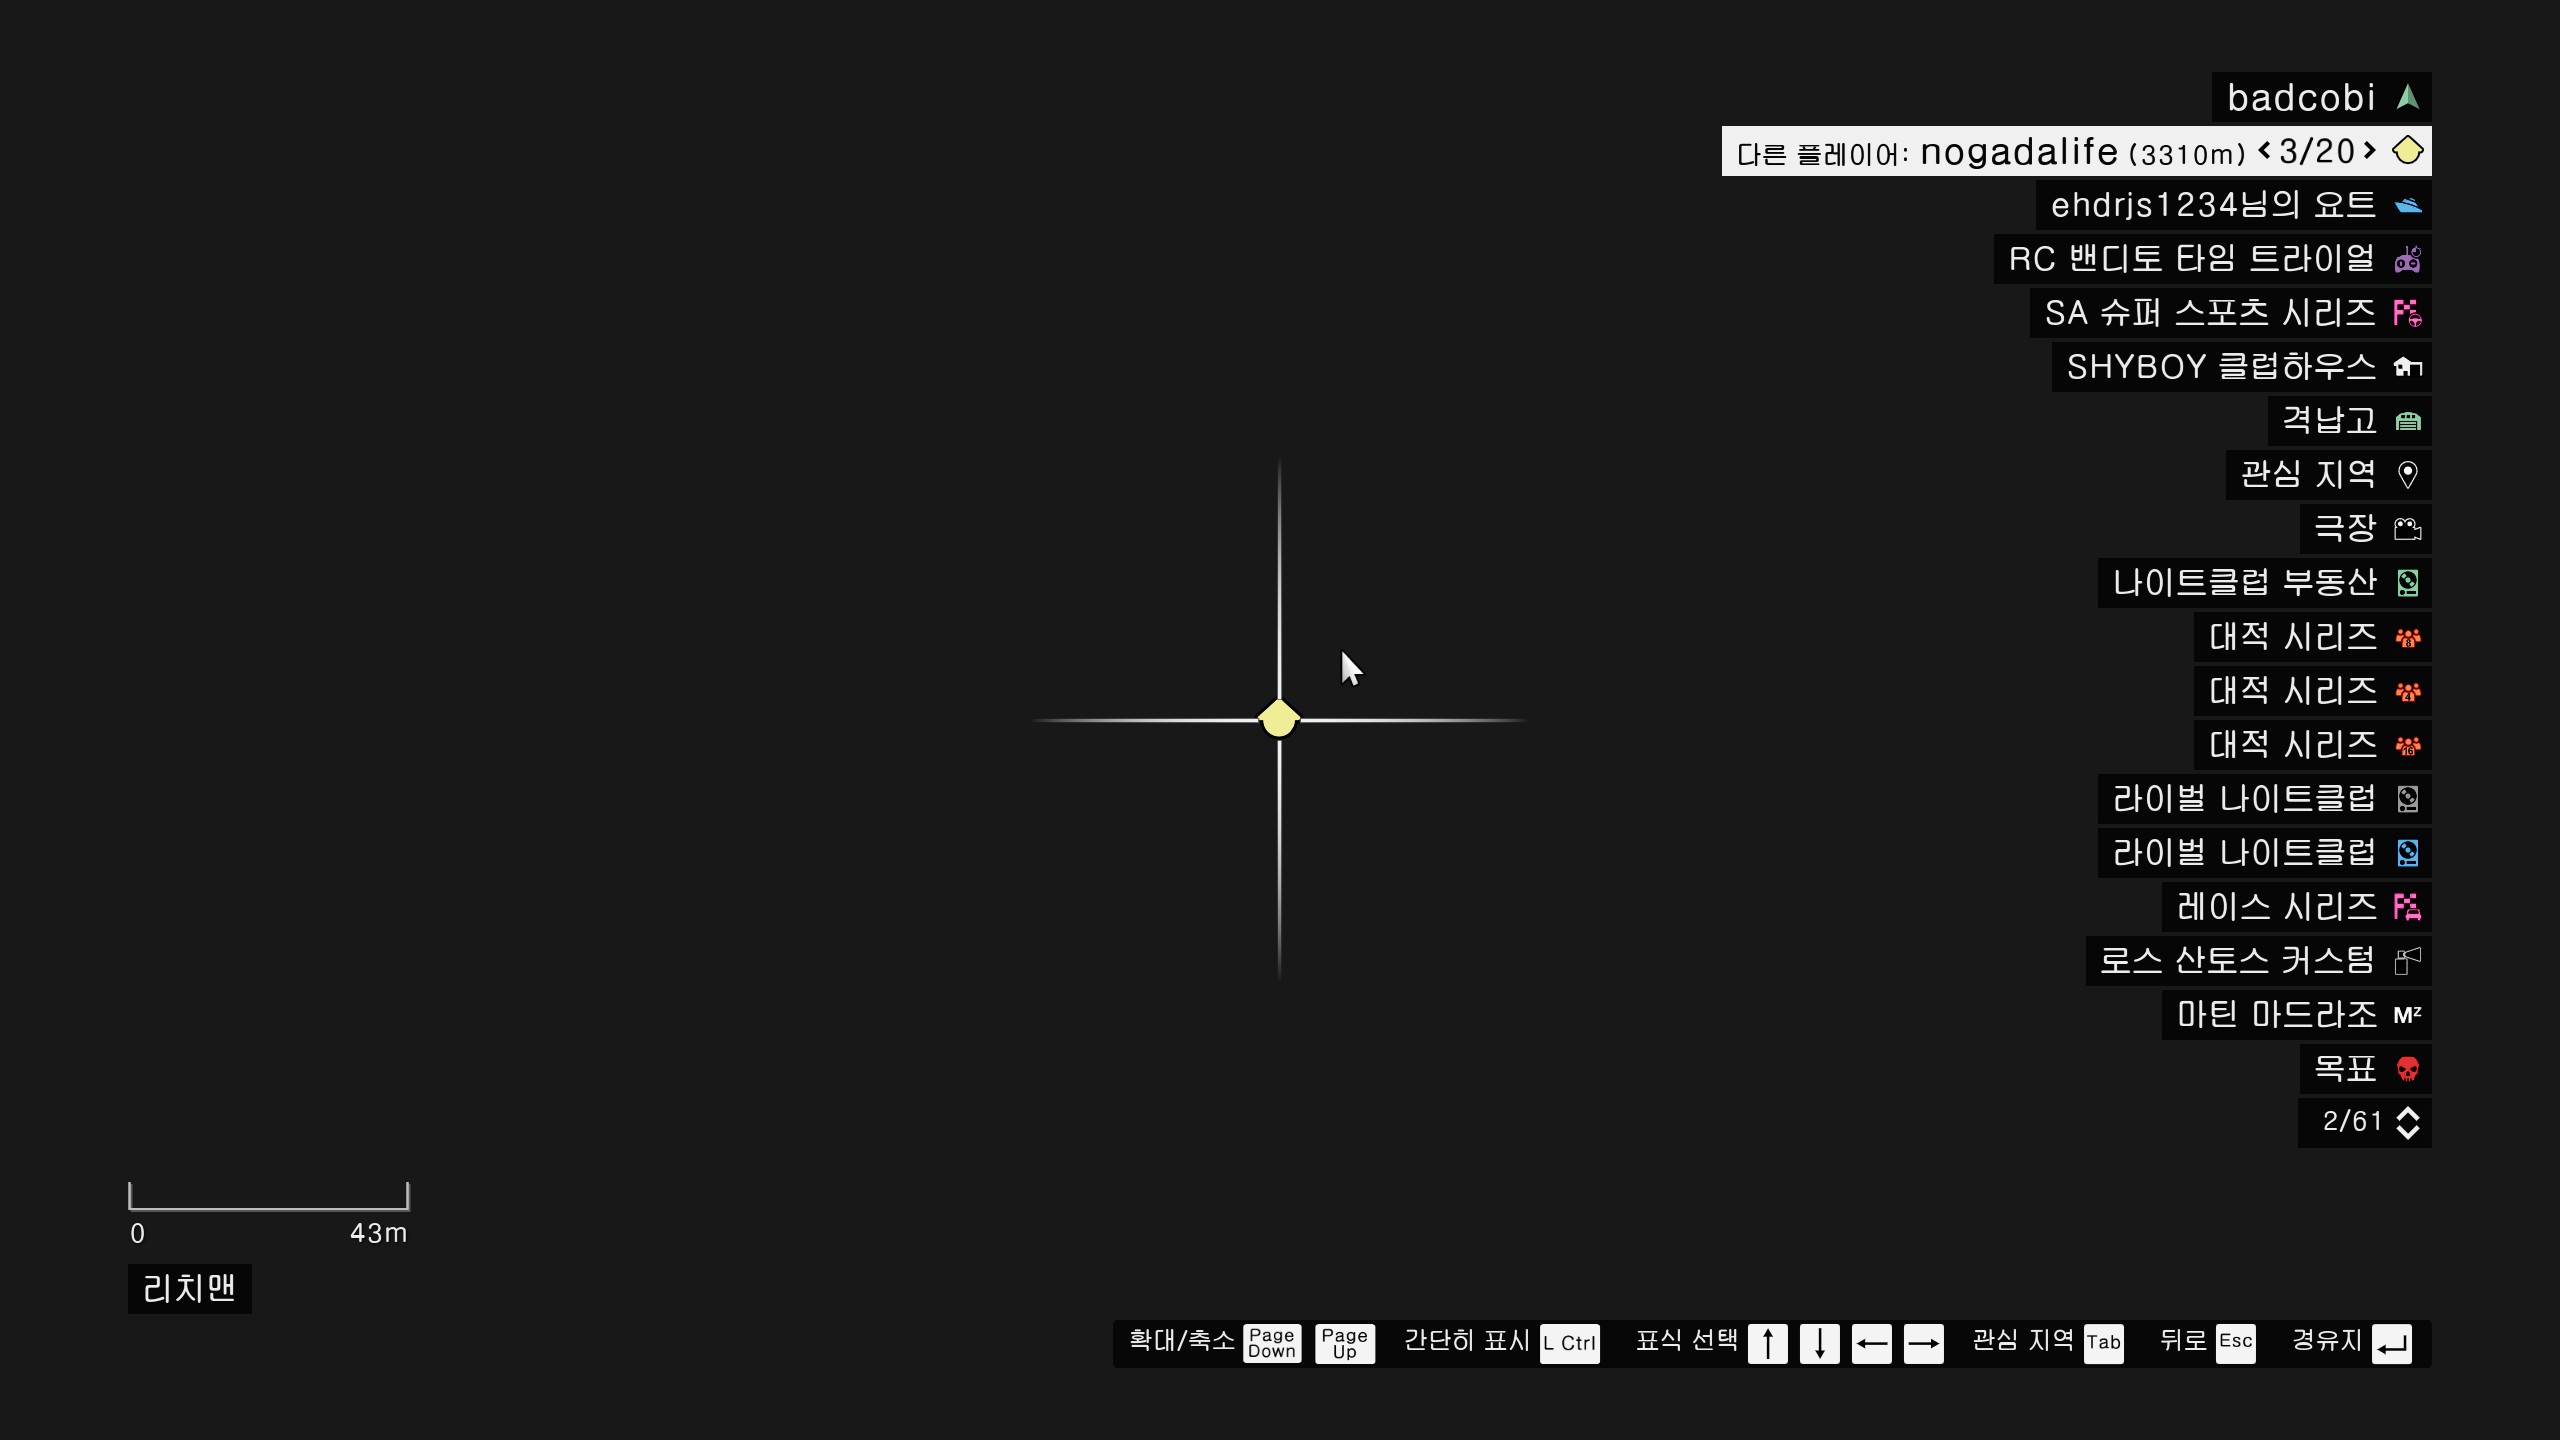 badcobi
다른 플레이어: nogadalife (3310m) < 3/20 >
ehdrjs1234님의 요트
RC 밴디토 타임 트라이얼
SA 슈퍼 스포츠 시리즈
SHYBOY 클럽하우스
격납고
관심 지역
극장
나이트클럽 부동산
대적 시리즈 8
대적 시리즈 4
대적 시리즈 16
라이벌 나이트클럽
라이벌 나이트클럽
레이스 시리즈
로스 산토스 커스텀
마틴 마드라조 Mz
목표
2/61
0 43m
리치맨
확대/축소 Page Down Page Up 간단히 표시 L Ctrl 표식 선택 ↑ ↓ ← → 관심 지역 Tab 뒤로 Esc 경유지